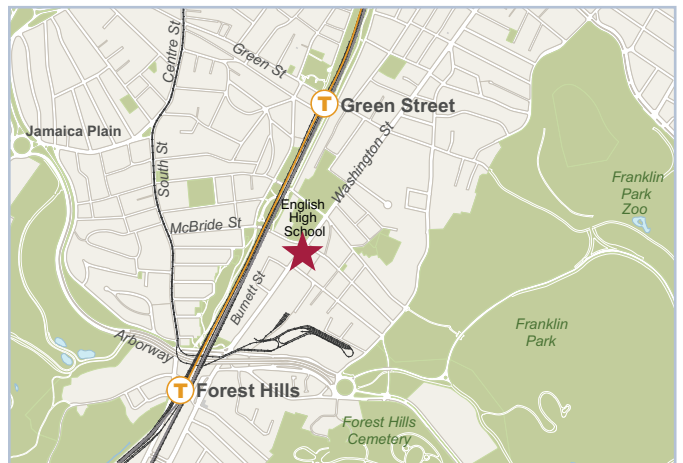 Centre St
Green St
T
Green Street
Jamaica Plain
Washington St
South St
Franklin
Park
Zoo
English
High
School
McBride St
Burnett St
Franklin
Park
Arborway
T
Forest Hills
Forest Hills
Cemetery